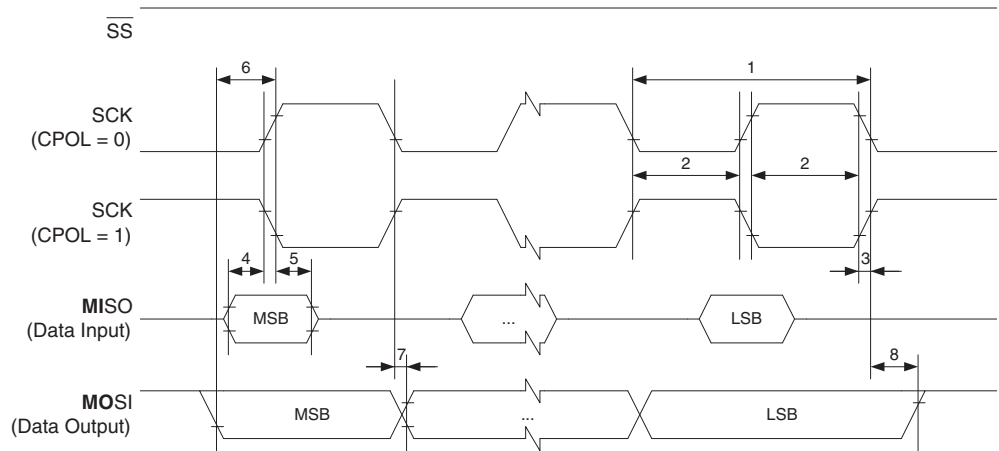 SS
6
1
SCK
(CPOL = 0)
2
2
SCK
(CPOL = 1)
4
5
3
MISO
(Data Input)
MSB
...
LSB
7
8
MOSI
(Data Output)
MSB
...
LSB